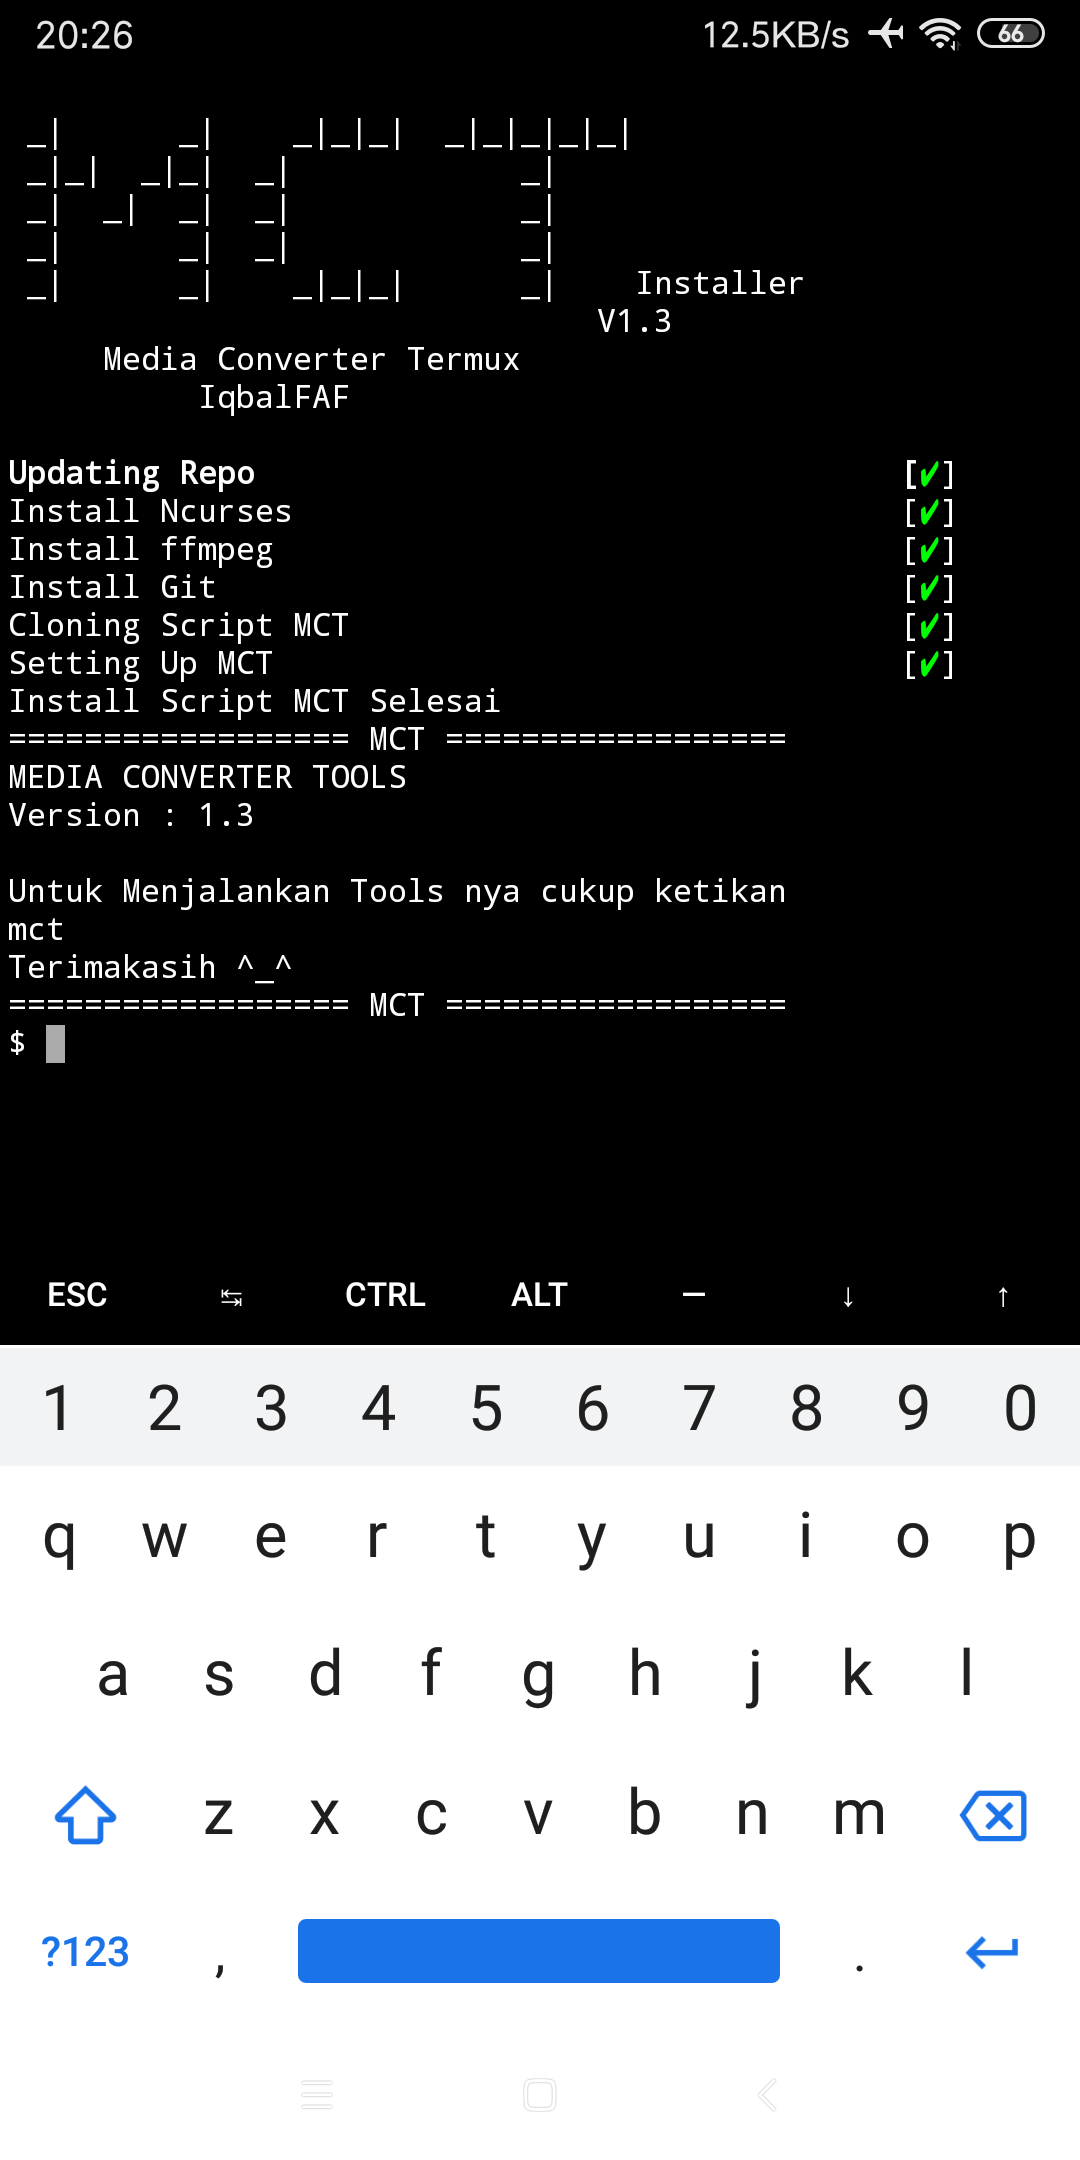 20:26 12.5KB/s 66
_|      _|    _|_|_|  _|_|_|_|_|
_|_|  _|_|  _|            _|
_|  _|  _|  _|            _|
_|      _|  _|            _|
_|      _|    _|_|_|      _|    Installer
V1.3
Media Converter Termux
IqbalFAF
Updating Repo [✔]
Install Ncurses [✔]
Install ffmpeg [✔]
Install Git [✔]
Cloning Script MCT [✔]
Setting Up MCT [✔]
Install Script MCT Selesai
================== MCT ==================
MEDIA CONVERTER TOOLS
Version : 1.3
Untuk Menjalankan Tools nya cukup ketikan
mct
Terimakasih ^_^
================== MCT ==================
$
ESC ↹ CTRL ALT — ↓ ↑
1 2 3 4 5 6 7 8 9 0
q w e r t y u i o p
a s d f g h j k l
z x c v b n m
?123 , .